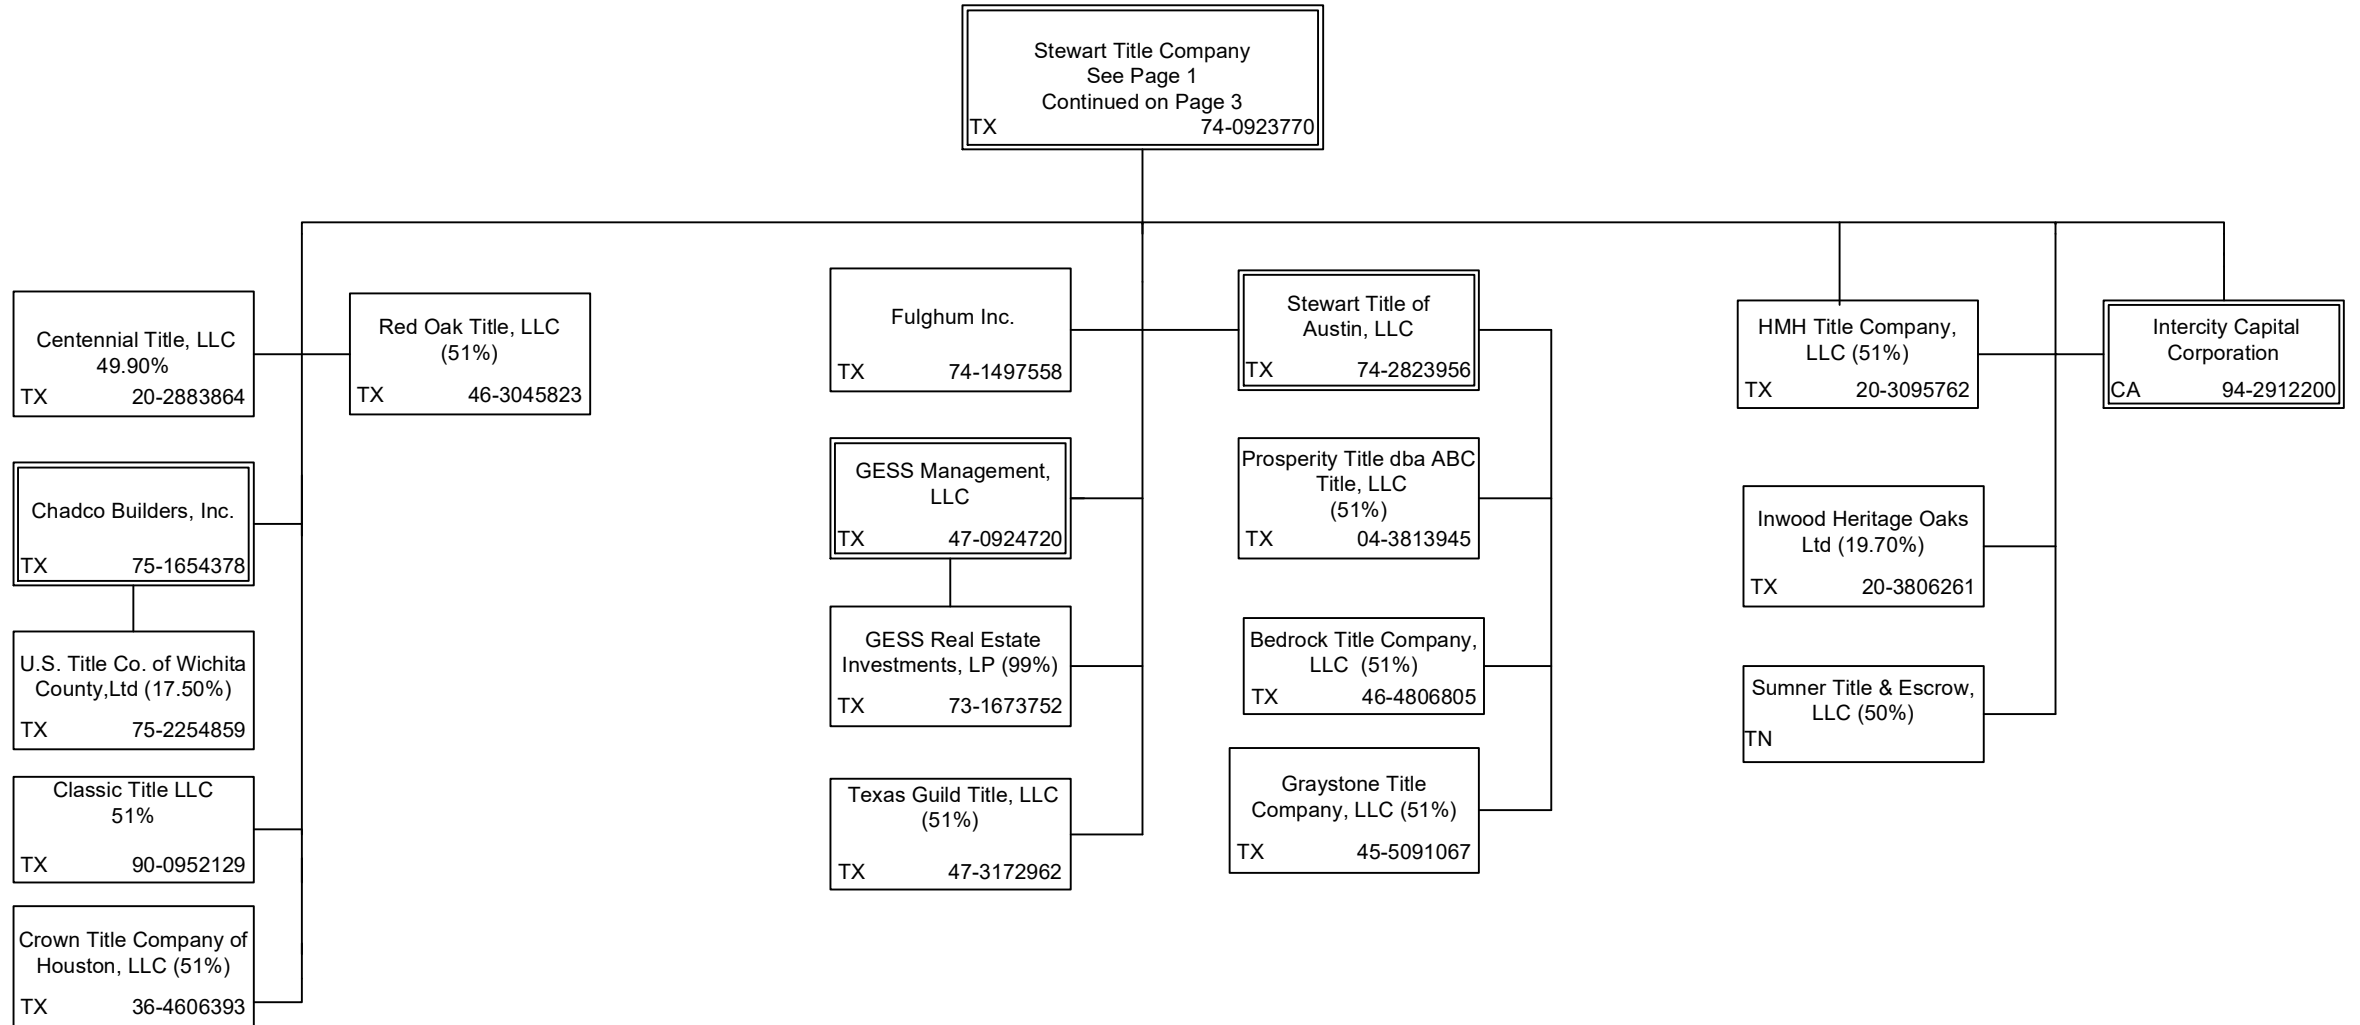 Stewart Title Company
See Page 1
Continued on Page 3
TX 74-0923770
Centennial Title, LLC
49.90%
TX 20-2883864
Red Oak Title, LLC
(51%)
TX 46-3045823
Chadco Builders, Inc.
TX 75-1654378
U.S. Title Co. of Wichita
County,Ltd (17.50%)
TX 75-2254859
Classic Title LLC
51%
TX 90-0952129
Crown Title Company of
Houston, LLC (51%)
TX 36-4606393
Fulghum Inc.
TX 74-1497558
GESS Management,
LLC
TX 47-0924720
GESS Real Estate
Investments, LP (99%)
TX 73-1673752
Texas Guild Title, LLC
(51%)
TX 47-3172962
Stewart Title of
Austin, LLC
TX 74-2823956
Prosperity Title dba ABC
Title, LLC
(51%)
TX 04-3813945
Bedrock Title Company,
LLC (51%)
TX 46-4806805
Graystone Title
Company, LLC (51%)
TX 45-5091067
HMH Title Company,
LLC (51%)
TX 20-3095762
Intercity Capital
Corporation
CA 94-2912200
Inwood Heritage Oaks
Ltd (19.70%)
TX 20-3806261
Sumner Title & Escrow,
LLC (50%)
TN